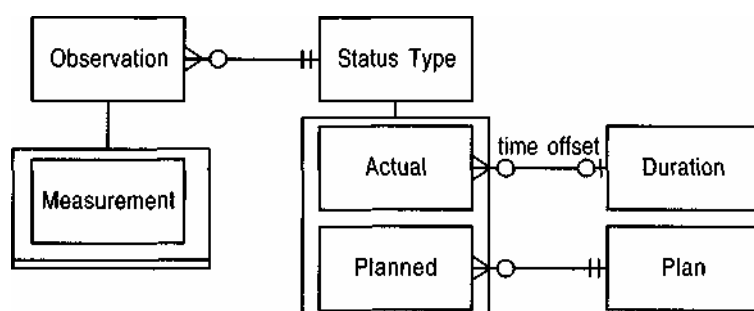 Observation
Status Type
Measurement
Actual
time offset
Duration
Planned
Plan